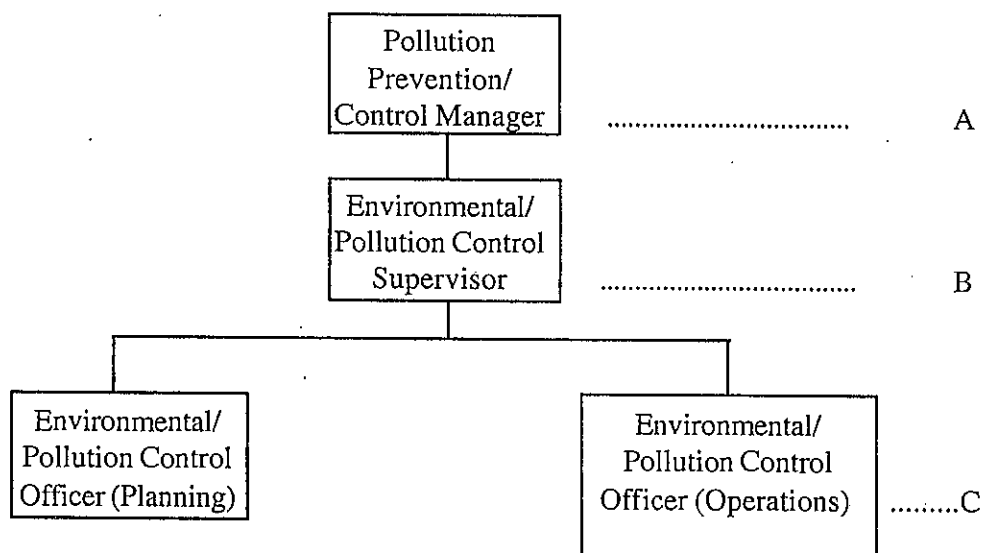 Pollution
Prevention/
Control Manager ................................. A
Environmental/
Pollution Control
Supervisor ................................... B
Environmental/
Pollution Control
Officer (Planning)
Environmental/
Pollution Control
Officer (Operations) .........C